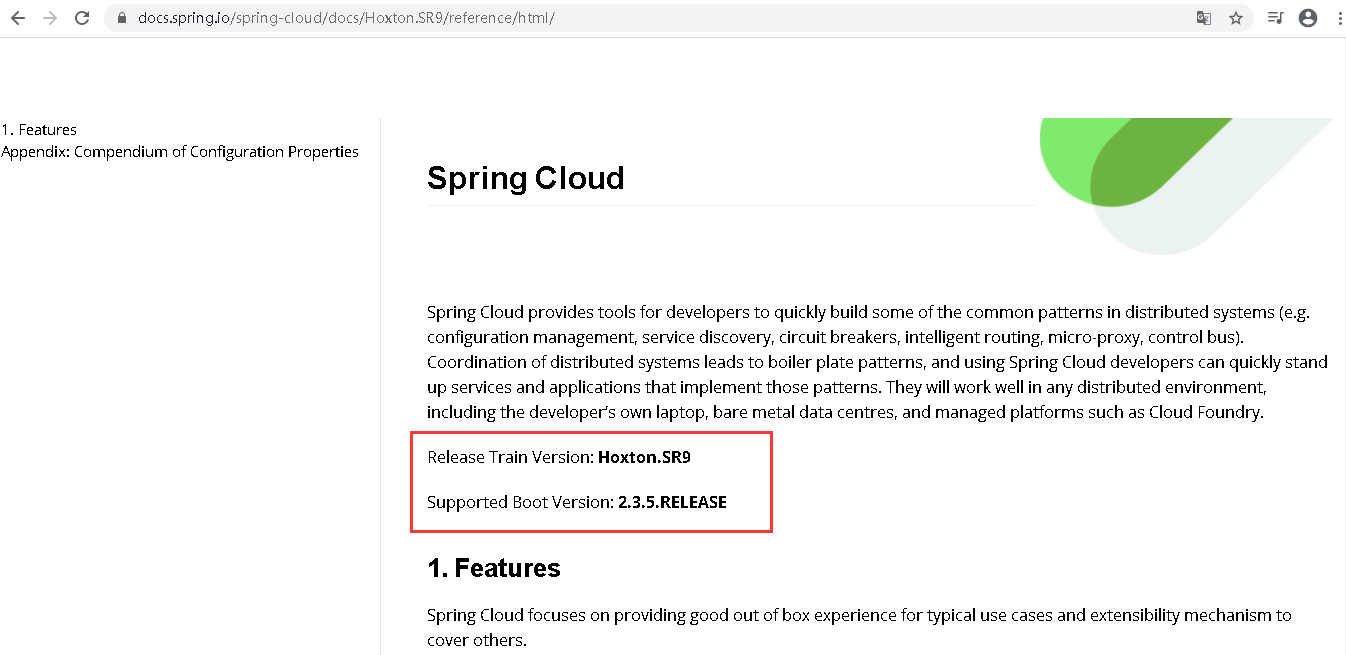 docs.spring.io/spring-cloud/docs/Hoxton.SR9/reference/html/
1. Features
Appendix: Compendium of Configuration Properties
Spring Cloud
Spring Cloud provides tools for developers to quickly build some of the common patterns in distributed systems (e.g.
configuration management, service discovery, circuit breakers, intelligent routing, micro-proxy, control bus).
Coordination of distributed systems leads to boiler plate patterns, and using Spring Cloud developers can quickly stand
up services and applications that implement those patterns. They will work well in any distributed environment,
including the developer’s own laptop, bare metal data centres, and managed platforms such as Cloud Foundry.
Release Train Version: Hoxton.SR9
Supported Boot Version: 2.3.5.RELEASE
1. Features
Spring Cloud focuses on providing good out of box experience for typical use cases and extensibility mechanism to
cover others.